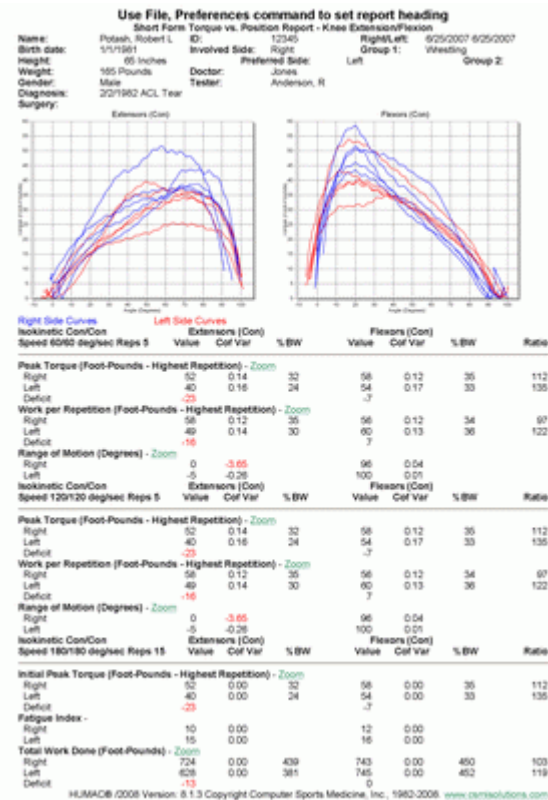 Use File, Preferences command to set report heading
Short Form Torque vs. Position Report - Knee Extension/Flexion
Name: Potash, Robert L ID: 12345 Right/Left: 6/25/2007 6/25/2007
Birth date: 1/1/1981 Involved Side: Right Group 1: Wrestling
Height: 65 Inches Preferred Side: Left Group 2:
Weight: 165 Pounds Doctor: Jones
Gender: Male Tester: Anderson, R
Diagnosis: 2/2/1982 ACL Tear
Surgery:
Extensors (Con) Flexors (Con)
Angle (Degrees) Angle (Degrees)
Right Side Curves Left Side Curves
Isokinetic Con/Con Extensors (Con) Flexors (Con)
Speed 60/60 deg/sec Reps 5 Value Cof Var % BW Value Cof Var % BW Ratio
Peak Torque (Foot-Pounds - Highest Repetition) - Zoom
Right 52 0.14 32 58 0.12 35 112
Left 40 0.16 24 54 0.17 33 135
Deficit -23 -7
Work per Repetition (Foot-Pounds - Highest Repetition) - Zoom
Right 58 0.12 35 56 0.12 34 97
Left 49 0.14 30 60 0.13 36 122
Deficit -16 7
Range of Motion (Degrees) - Zoom
Right 0 -3.65 96 0.04
Left -5 -0.26 100 0.01
Isokinetic Con/Con Extensors (Con) Flexors (Con)
Speed 120/120 deg/sec Reps 5 Value Cof Var % BW Value Cof Var % BW Ratio
Peak Torque (Foot-Pounds - Highest Repetition) - Zoom
Right 52 0.14 32 58 0.12 35 112
Left 40 0.16 24 54 0.17 33 135
Deficit -23 -7
Work per Repetition (Foot-Pounds - Highest Repetition) - Zoom
Right 58 0.12 35 56 0.12 34 97
Left 49 0.14 30 60 0.13 36 122
Deficit -16 7
Range of Motion (Degrees) - Zoom
Right 0 -3.65 96 0.04
Left -5 -0.26 100 0.01
Isokinetic Con/Con Extensors (Con) Flexors (Con)
Speed 180/180 deg/sec Reps 15 Value Cof Var % BW Value Cof Var % BW Ratio
Initial Peak Torque (Foot-Pounds - Highest Repetition) - Zoom
Right 52 0.00 32 58 0.00 35 112
Left 40 0.00 24 54 0.00 33 135
Deficit -23 -7
Fatigue Index -
Right 10 0.00 12 0.00
Left 15 0.00 16 0.00
Total Work Done (Foot-Pounds) - Zoom
Right 724 0.00 439 743 0.00 450 103
Left 628 0.00 381 745 0.00 452 119
Deficit -13 0
HUMAC® /2008 Version: 8.1.3 Copyright Computer Sports Medicine, Inc., 1982-2008. www.csmisolutions.com